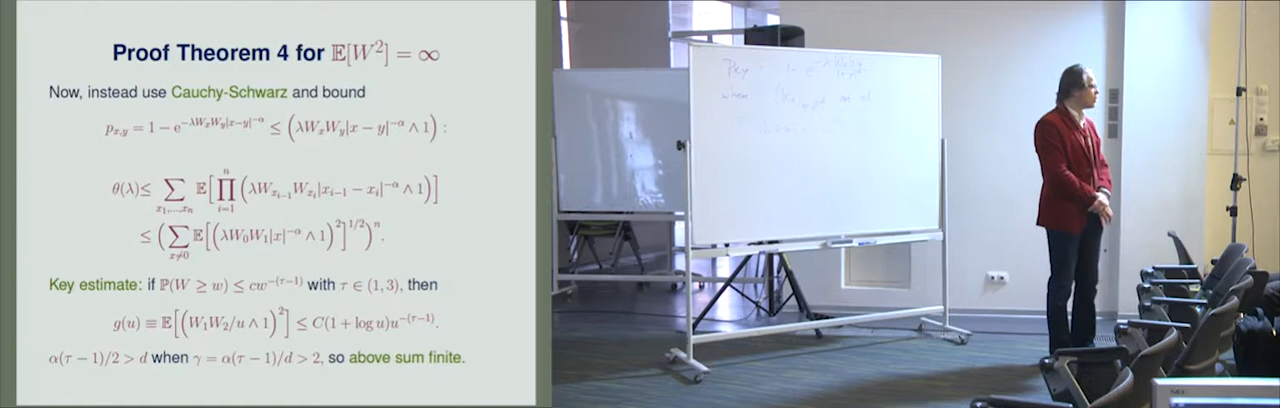 Proof Theorem 4 for 𝔼[W²] = ∞
Now, instead use Cauchy-Schwarz and bound
p_{x,y} = 1 − e^{−λW_xW_y|x−y|^{−α}} ≤ (λW_xW_y|x − y|^{−α} ∧ 1) :
θ(λ) ≤ ∑_{x_1,...,x_n} 𝔼[∏_{i=1}^{n} (λW_{x_{i−1}}W_{x_i}|x_{i−1} − x_i|^{−α} ∧ 1)]
≤ (∑_{x≠0} 𝔼[(λW_0W_1|x|^{−α} ∧ 1)²]^{1/2})^n.
Key estimate: if ℙ(W ≥ w) ≤ cw^{−(τ−1)} with τ ∈ (1, 3), then
g(u) ≡ 𝔼[(W_1W_2/u ∧ 1)²] ≤ C(1 + log u)u^{−(τ−1)}.
α(τ − 1)/2 > d when γ = α(τ − 1)/d > 2, so above sum finite.
where
NEC